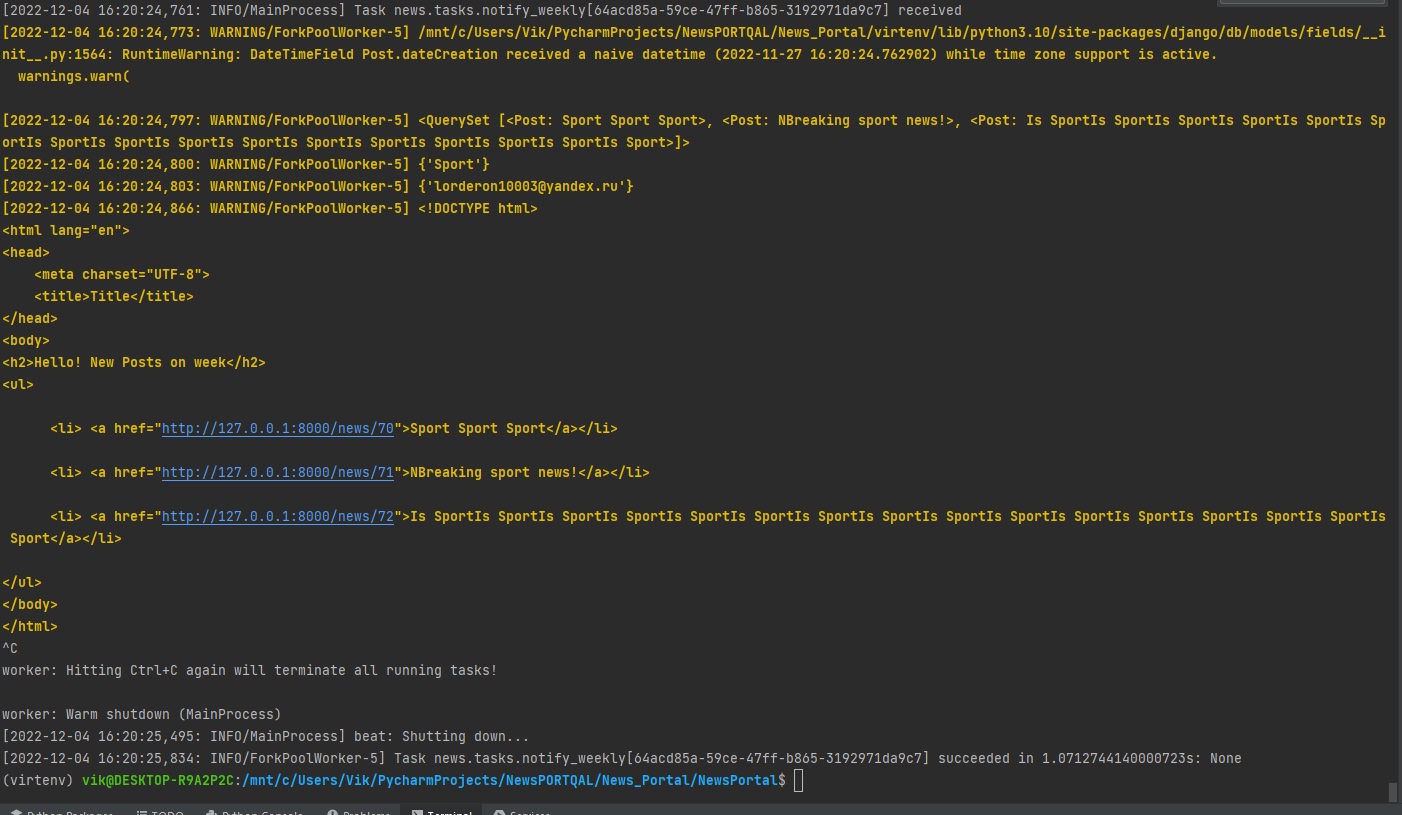 [2022-12-04 16:20:24,761: INFO/MainProcess] Task news.tasks.notify_weekly[64acd85a-59ce-47ff-b865-3192971da9c7] received
[2022-12-04 16:20:24,773: WARNING/ForkPoolWorker-5] /mnt/c/Users/Vik/PycharmProjects/NewsPORTQAL/News_Portal/virtenv/lib/python3.10/site-packages/django/db/models/fields/__i
nit__.py:1564: RuntimeWarning: DateTimeField Post.dateCreation received a naive datetime (2022-11-27 16:20:24.762902) while time zone support is active.
  warnings.warn(
[2022-12-04 16:20:24,797: WARNING/ForkPoolWorker-5] <QuerySet [<Post: Sport Sport Sport>, <Post: NBreaking sport news!>, <Post: Is SportIs SportIs SportIs SportIs SportIs Sp
ortIs SportIs SportIs SportIs SportIs SportIs SportIs SportIs SportIs SportIs Sport>]>
[2022-12-04 16:20:24,800: WARNING/ForkPoolWorker-5] {'Sport'}
[2022-12-04 16:20:24,803: WARNING/ForkPoolWorker-5] {'lorderon10003@yandex.ru'}
[2022-12-04 16:20:24,866: WARNING/ForkPoolWorker-5] <!DOCTYPE html>
<html lang="en">
<head>
    <meta charset="UTF-8">
    <title>Title</title>
</head>
<body>
<h2>Hello! New Posts on week</h2>
<ul>
      <li> <a href="http://127.0.0.1:8000/news/70">Sport Sport Sport</a></li>
      <li> <a href="http://127.0.0.1:8000/news/71">NBreaking sport news!</a></li>
      <li> <a href="http://127.0.0.1:8000/news/72">Is SportIs SportIs SportIs SportIs SportIs SportIs SportIs SportIs SportIs SportIs SportIs SportIs SportIs SportIs SportIs
 Sport</a></li>
</ul>
</body>
</html>
^C
worker: Hitting Ctrl+C again will terminate all running tasks!
worker: Warm shutdown (MainProcess)
[2022-12-04 16:20:25,495: INFO/MainProcess] beat: Shutting down...
[2022-12-04 16:20:25,834: INFO/ForkPoolWorker-5] Task news.tasks.notify_weekly[64acd85a-59ce-47ff-b865-3192971da9c7] succeeded in 1.0712744140000723s: None
(virtenv) vik@DESKTOP-R9A2P2C:/mnt/c/Users/Vik/PycharmProjects/NewsPORTQAL/News_Portal/NewsPortal$
Python Packages TODO Python Console Problems Terminal Services